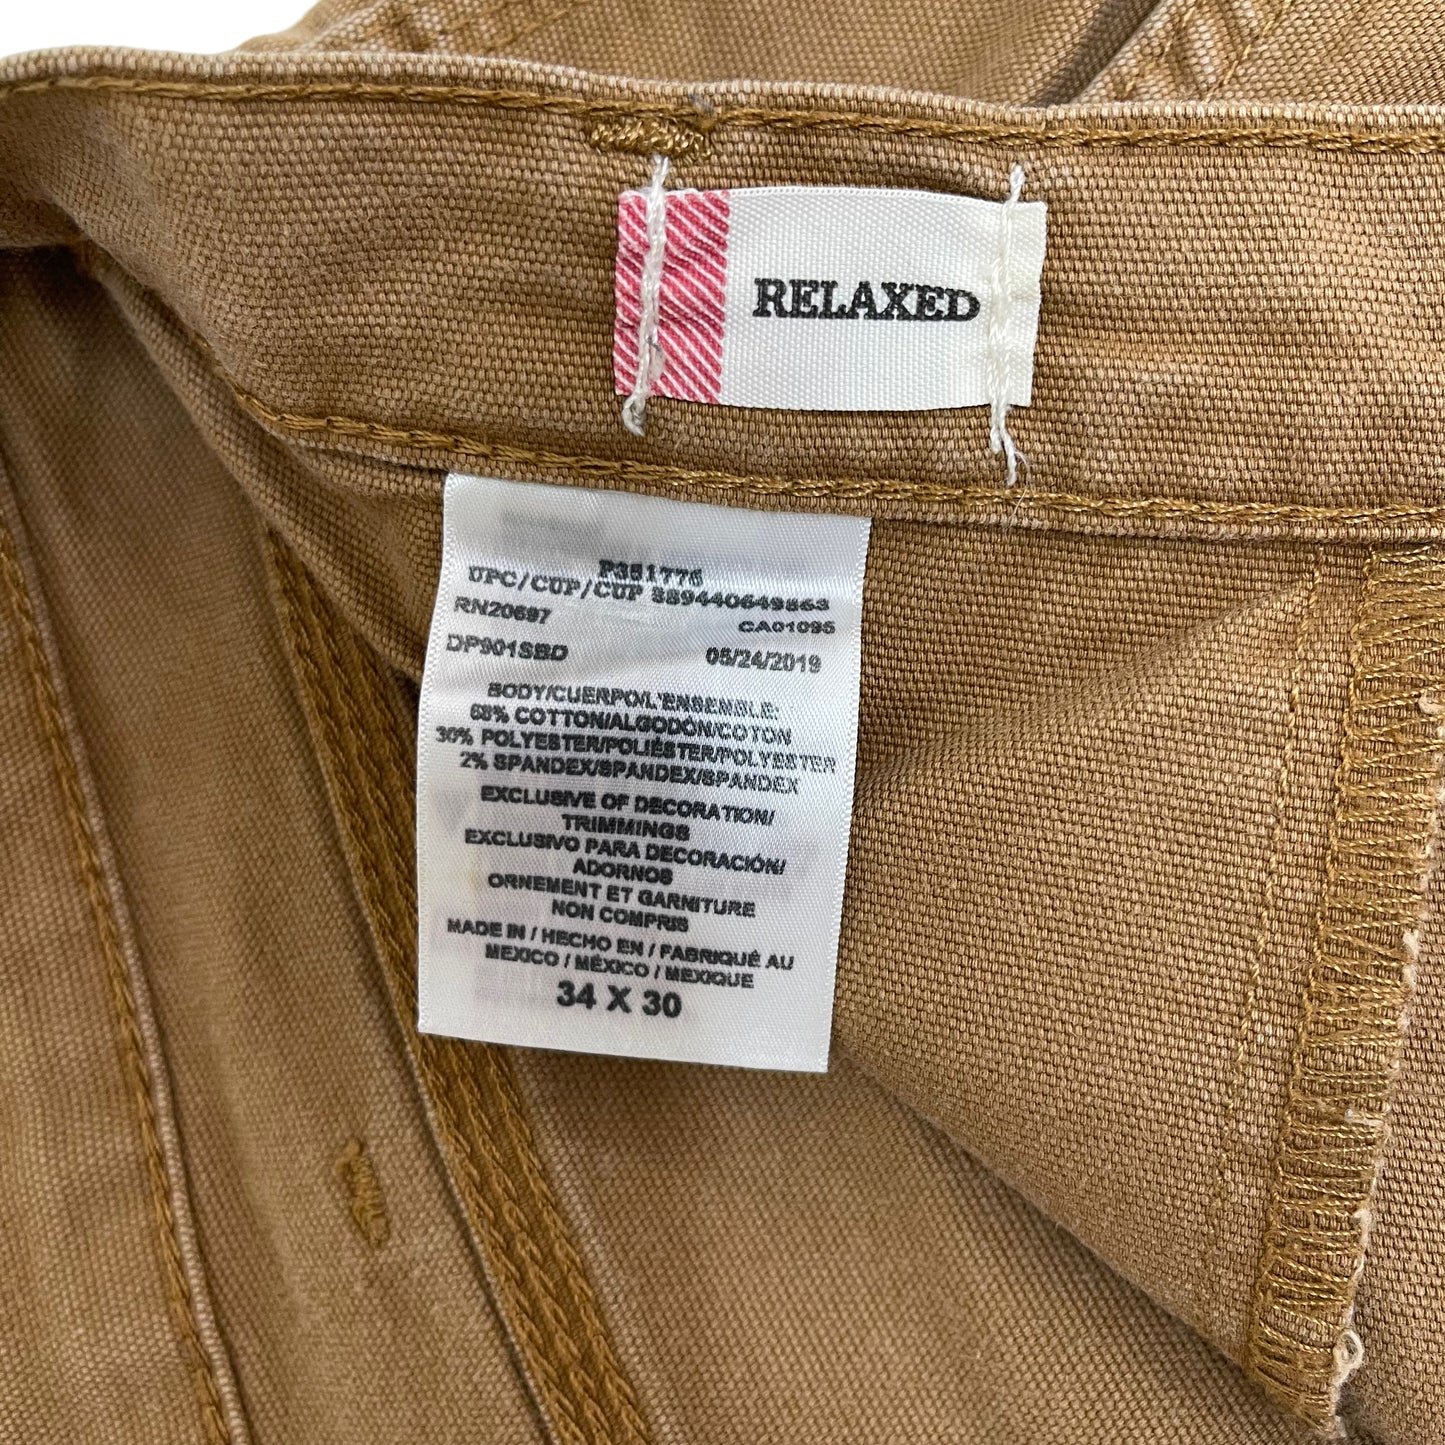 RELAXED
P351776
UPC/CUP/CUP 889440649863
RN20697 CA01095
DP901SBD 05/24/2019
BODY/CUERPO/L'ENSEMBLE:
68% COTTON/ALGODÓN/COTON
30% POLYESTER/POLIÉSTER/POLYESTER
2% SPANDEX/SPANDEX/SPANDEX
EXCLUSIVE OF DECORATION/
TRIMMINGS
EXCLUSIVO PARA DECORACIÓN/
ADORNOS
ORNEMENT ET GARNITURE
NON COMPRIS
MADE IN / HECHO EN / FABRIQUÉ AU
MEXICO / MÉXICO / MEXIQUE
34 X 30